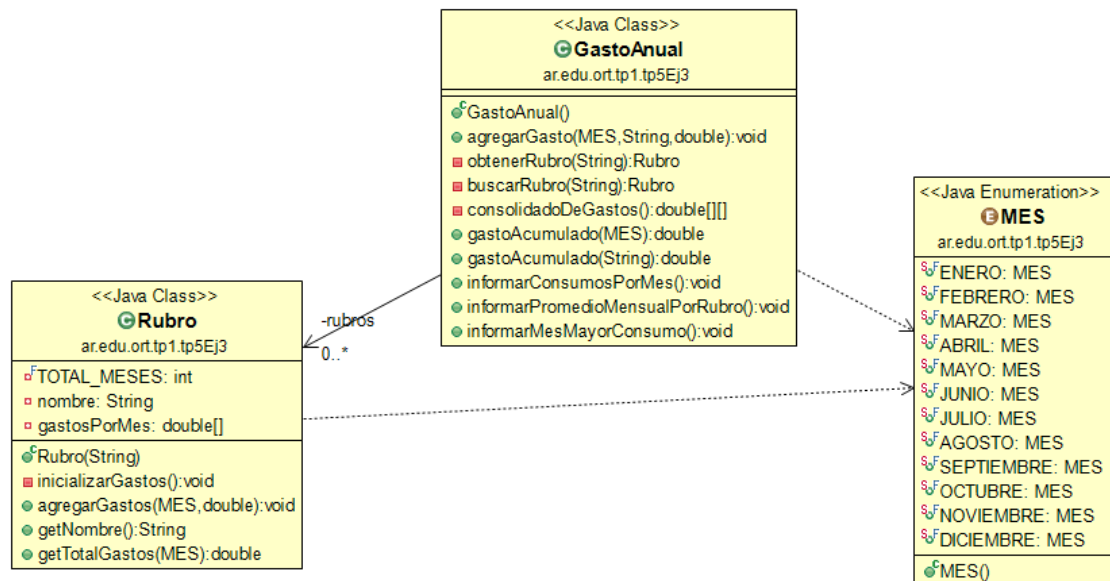 <<Java Class>>
GastoAnual
ar.edu.ort.tp1.tp5Ej3
GastoAnual()
agregarGasto(MES,String,double):void
obtenerRubro(String):Rubro
buscarRubro(String):Rubro
consolidadoDeGastos():double[][]
gastoAcumulado(MES):double
gastoAcumulado(String):double
informarConsumosPorMes():void
informarPromedioMensualPorRubro():void
informarMesMayorConsumo():void
-rubros
0..*
<<Java Class>>
Rubro
ar.edu.ort.tp1.tp5Ej3
TOTAL_MESES: int
nombre: String
gastosPorMes: double[]
Rubro(String)
inicializarGastos():void
agregarGastos(MES,double):void
getNombre():String
getTotalGastos(MES):double
<<Java Enumeration>>
MES
ar.edu.ort.tp1.tp5Ej3
ENERO: MES
FEBRERO: MES
MARZO: MES
ABRIL: MES
MAYO: MES
JUNIO: MES
JULIO: MES
AGOSTO: MES
SEPTIEMBRE: MES
OCTUBRE: MES
NOVIEMBRE: MES
DICIEMBRE: MES
MES()